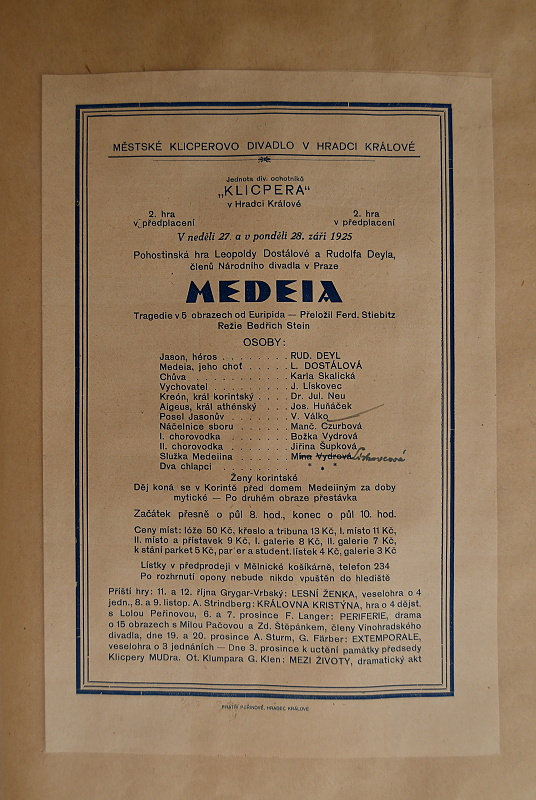 MĚSTSKÉ KLICPEROVO DIVADLO V HRADCI KRÁLOVÉ
Jednota div. ochotníků
„KLICPERA“
v Hradci Králové
2. hra
v předplacení
2. hra
v předplacení
V neděli 27. a v pondělí 28. září 1925
Pohostinská hra Leopoldy Dostálové a Rudolfa Deyla,
členů Národního divadla v Praze
MEDEIA
Tragedie v 5 obrazech od Euripida — Přeložil Ferd. Stiebitz
Režie Bedřich Stein
OSOBY:
Jason, héros . . . . . . . . RUD. DEYL
Medeia, jeho choť . . . . . L. DOSTÁLOVÁ
Chůva . . . . . . . . . . . Karla Skalická
Vychovatel . . . . . . . . J. Lískovec
Kreón, král korintský . . . . Dr. Jul. Neu
Aigeus, král athénský . . . . Jos. Huňáček
Posel Jasonův . . . . . . . V. Válko
Náčelnice sboru . . . . . . Manč. Czurbová
I. chorovodka . . . . . . . Božka Vydrová
II. chorovodka . . . . . . . Jiřina Šupková
Služka Medeiina . . . . . . Mína Vydrová Lískovcová
Dva chlapci . . . . . . . . * * *
Ženy korintské
Děj koná se v Korintě před domem Medeiiným za doby
mytické — Po druhém obraze přestávka
Začátek přesně o půl 8. hod., konec o půl 10. hod.
Ceny míst: lóže 50 Kč, křeslo a tribuna 13 Kč, I. místo 11 Kč,
II. místo a přístavek 9 Kč, I. galerie 8 Kč, II. galerie 7 Kč,
k stání parket 5 Kč, par er a student. lístek 4 Kč, galerie 3 Kč
Lístky v předprodeji v Mělnické košíkárně, telefon 234
Po rozhrnutí opony nebude nikdo vpuštěn do hlediště
Příští hry: 11. a 12. října Grygar-Vrbský: LESNÍ ŽENKA, veselohra o 4
jedn., 8. a 9. listop. A. Strindberg: KRÁLOVNA KRISTÝNA, hra o 4 dějst.
s Lolou Peřinovou, 6. a 7. prosince F. Langer: PERIFERIE, drama
o 15 obrazech s Mílou Pačovou a Zd. Štěpánkem, členy Vinohradského
divadla, dne 19. a 20. prosince A. Sturm, G. Färber: EXTEMPORALE,
veselohra o 3 jednáních — Dne 3. prosince k uctění památky předsedy
Klicpery MUDra. Ot. Klumpara G. Klen: MEZI ŽIVOTY, dramatický akt
HRADEC KRÁLOVÉ